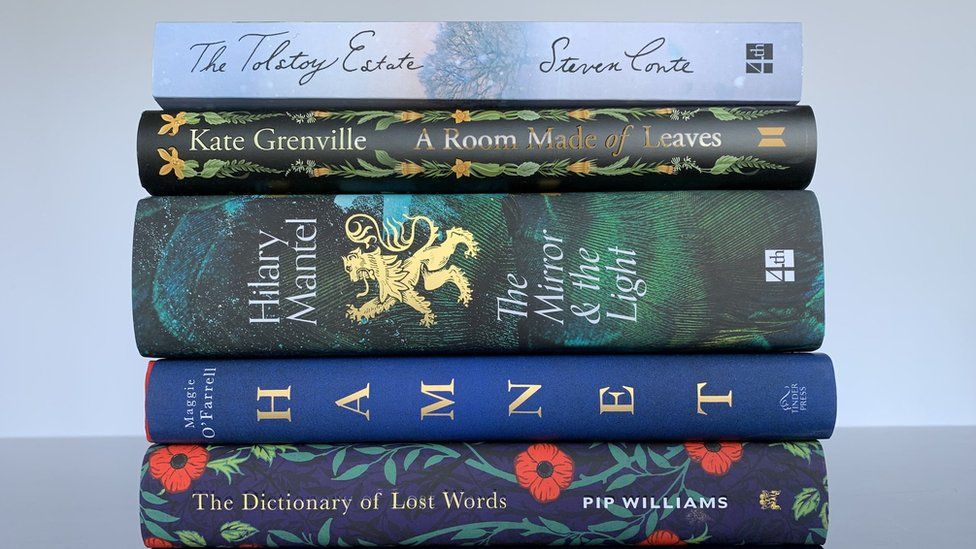 The Tolstoy Estate Steven Conte 4th
Kate Grenville A Room Made of Leaves
Hilary
Mantel
The
Mirror
& the
Light
4th
Maggie
O'Farrell
HAMNET
TINDER
PRESS
The Dictionary of Lost Words PIP WILLIAMS